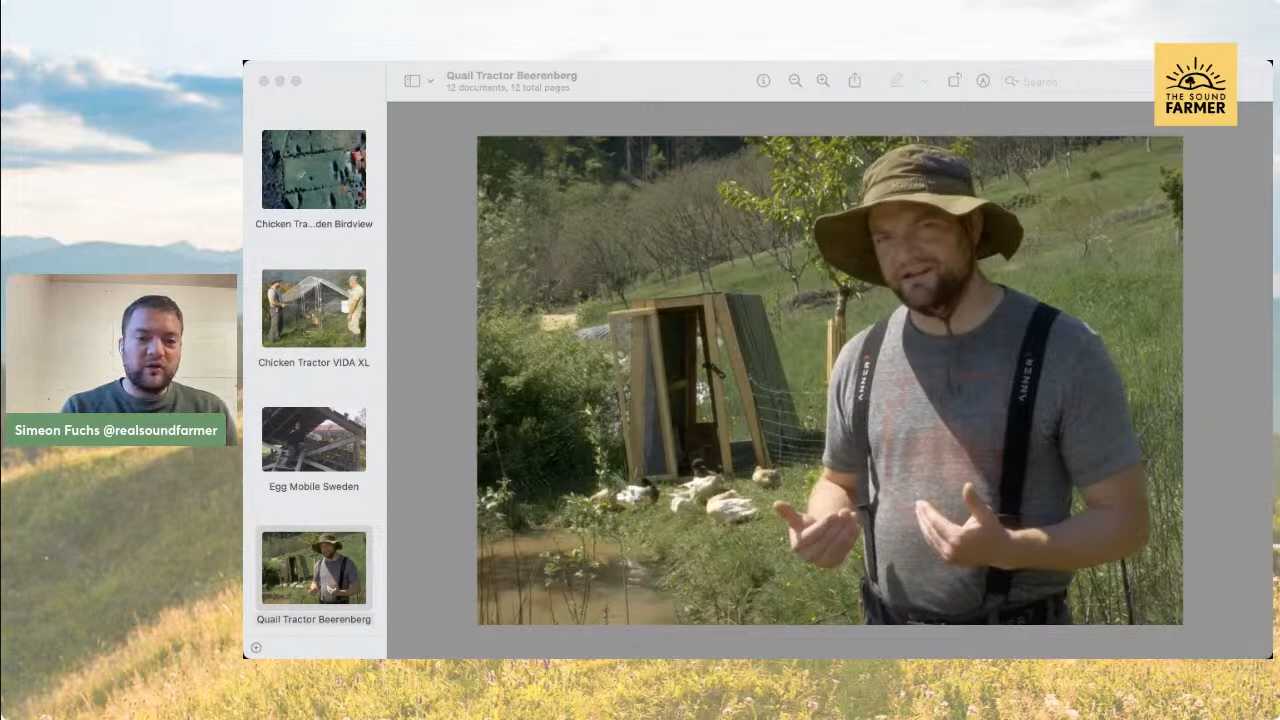 Quail Tractor Beerenberg
12 documents, 12 total pages
Search
THE SOUND
FARMER
Chicken Tra...den Birdview
Chicken Tractor VIDA XL
Egg Mobile Sweden
Quail Tractor Beerenberg
Simeon Fuchs @realsoundfarmer